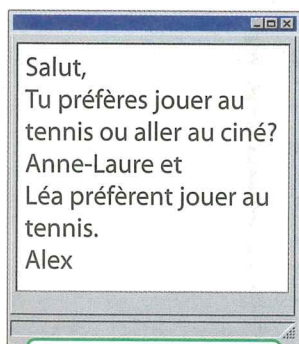 Salut,
Tu préfères jouer au
tennis ou aller au ciné?
Anne-Laure et
Léa préfèrent jouer au
tennis.
Alex